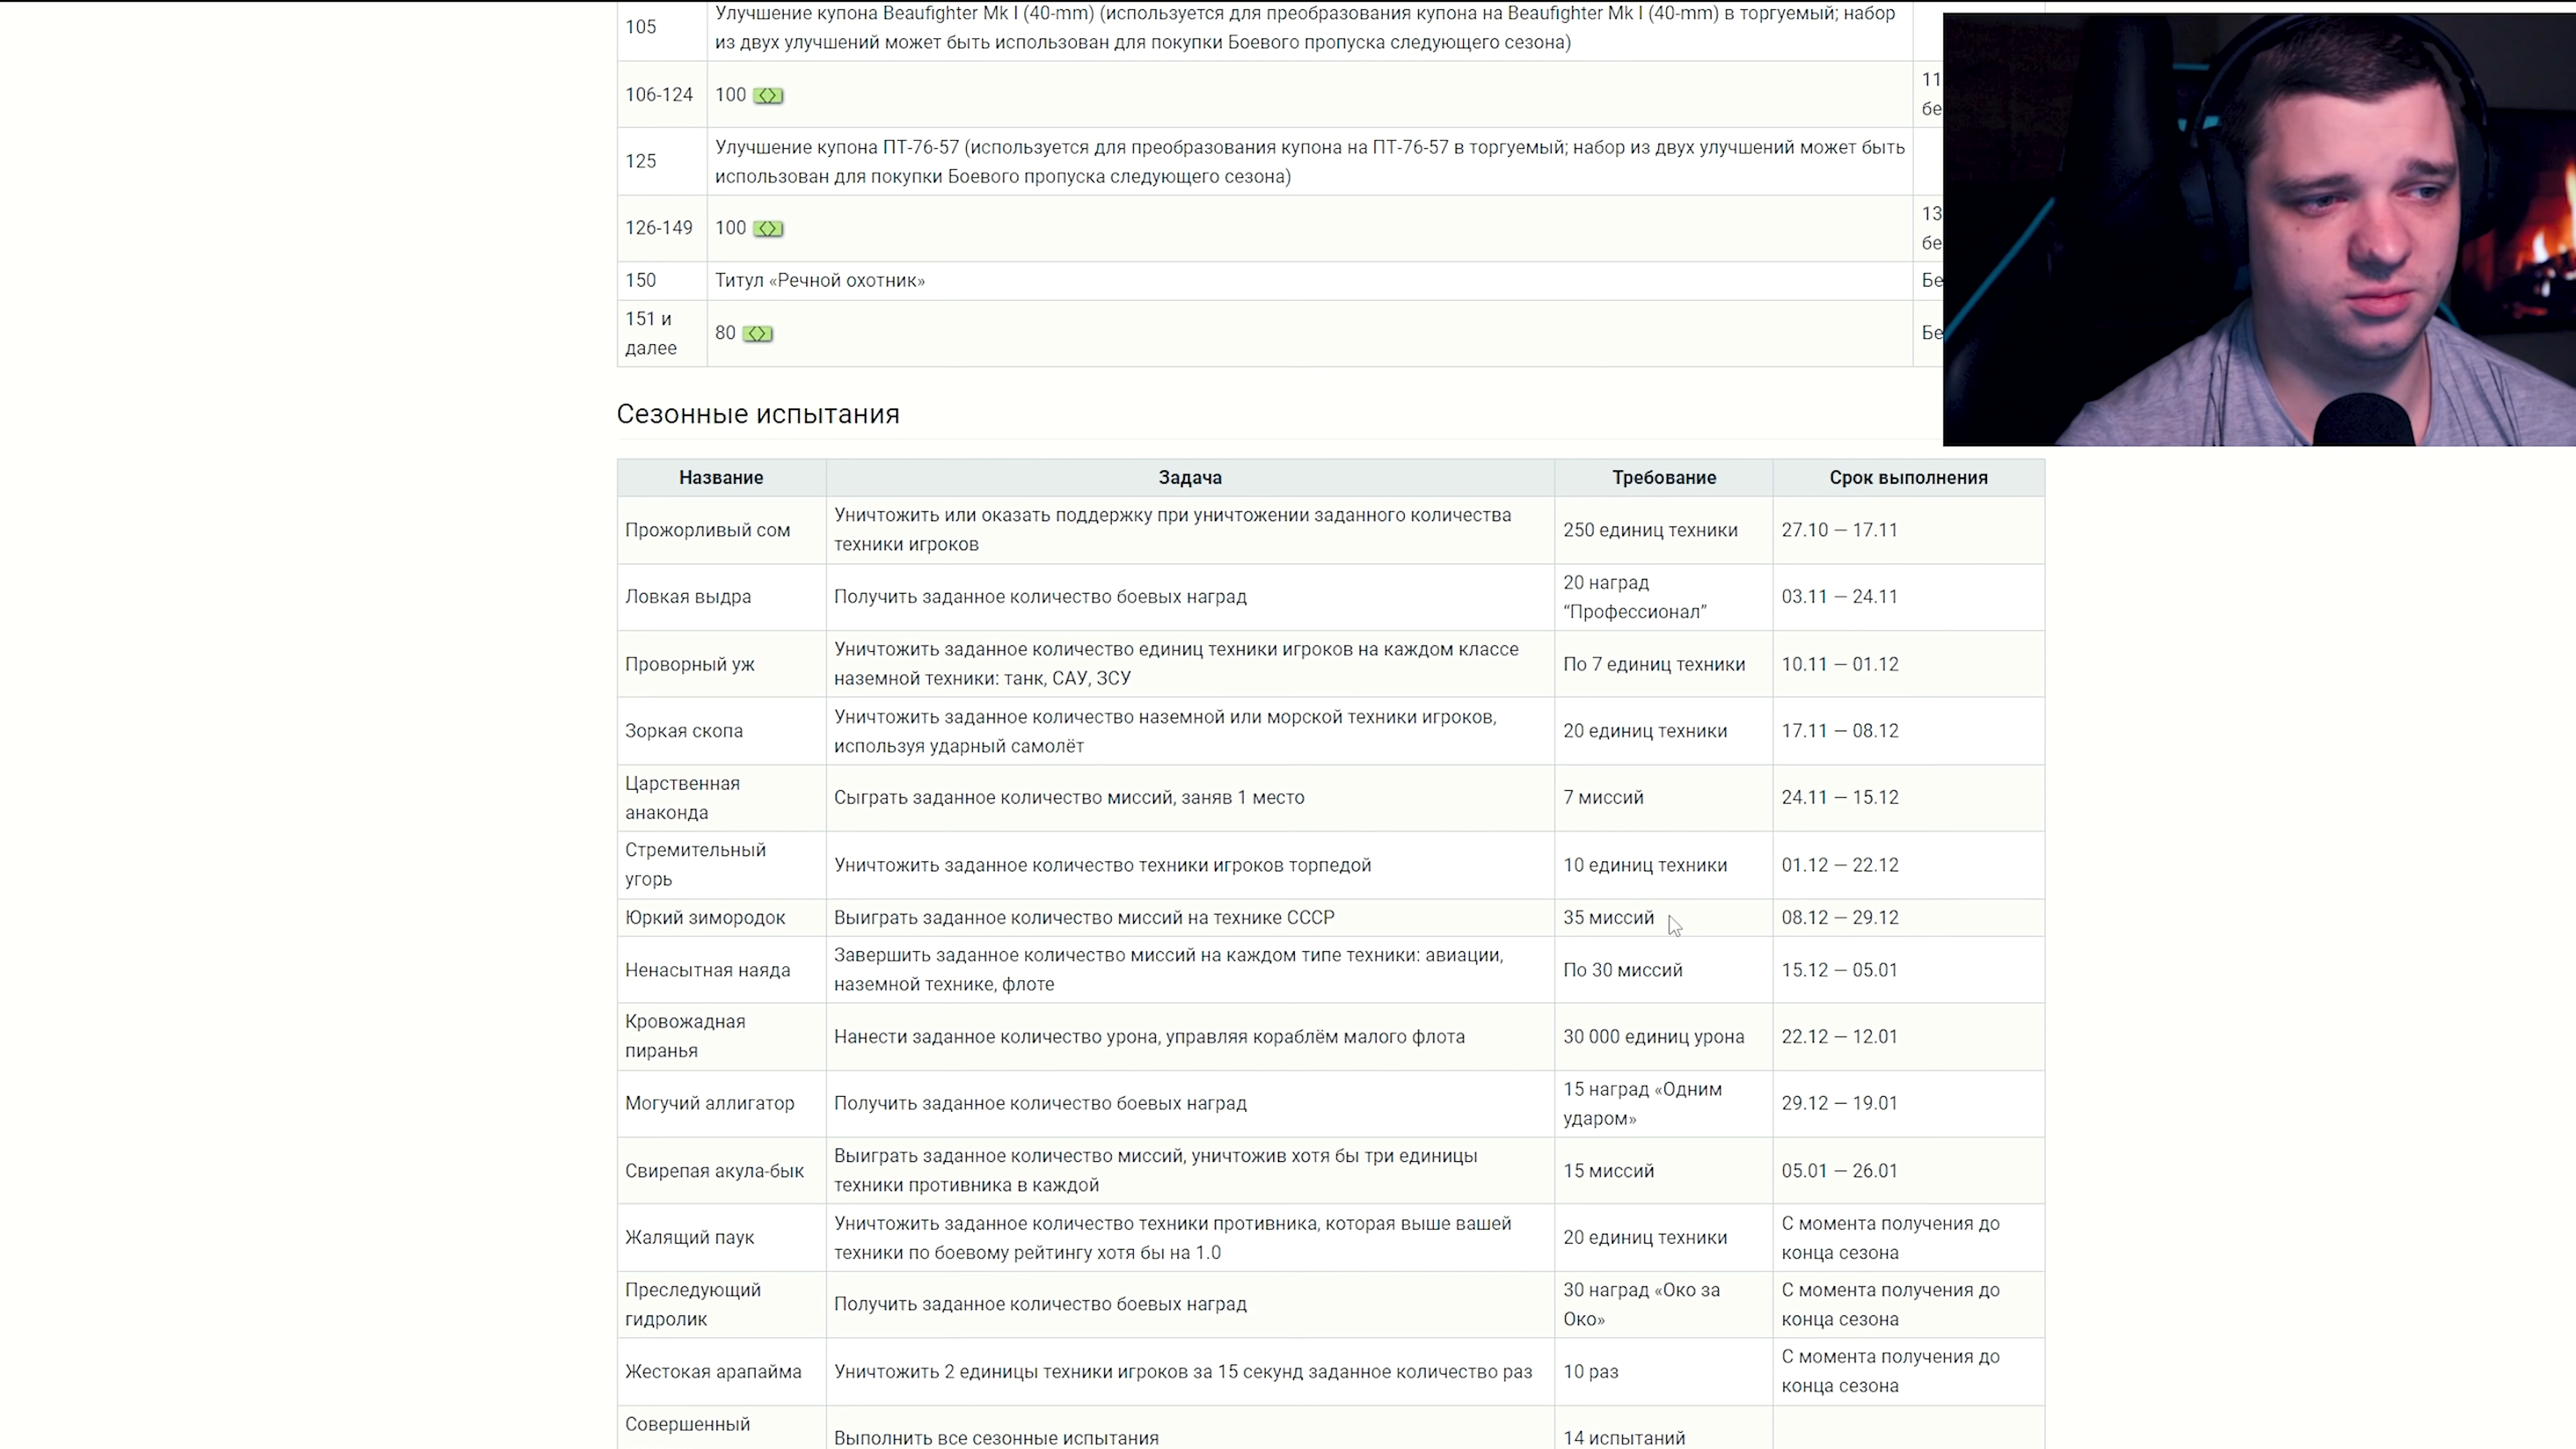 105
Улучшение купона Beaufighter Mk I (40-mm) (используется для преобразования купона на Beaufighter Mk I (40-mm) в торгуемый; набор
из двух улучшений может быть использован для покупки Боевого пропуска следующего сезона)
106-124
100
11
бе
125
Улучшение купона ПТ-76-57 (используется для преобразования купона на ПТ-76-57 в торгуемый; набор из двух улучшений может быть
использован для покупки Боевого пропуска следующего сезона)
126-149
100
13
бе
150
Титул «Речной охотник»
Бе
151 и
далее
80
Бе
Сезонные испытания
Название
Задача
Требование
Срок выполнения
Прожорливый сом
Уничтожить или оказать поддержку при уничтожении заданного количества
техники игроков
250 единиц техники
27.10 — 17.11
Ловкая выдра
Получить заданное количество боевых наград
20 наград
“Профессионал”
03.11 — 24.11
Проворный уж
Уничтожить заданное количество единиц техники игроков на каждом классе
наземной техники: танк, САУ, ЗСУ
По 7 единиц техники
10.11 — 01.12
Зоркая скопа
Уничтожить заданное количество наземной или морской техники игроков,
используя ударный самолёт
20 единиц техники
17.11 — 08.12
Царственная
анаконда
Сыграть заданное количество миссий, заняв 1 место
7 миссий
24.11 — 15.12
Стремительный
угорь
Уничтожить заданное количество техники игроков торпедой
10 единиц техники
01.12 — 22.12
Юркий зимородок
Выиграть заданное количество миссий на технике СССР
35 миссий
08.12 — 29.12
Ненасытная наяда
Завершить заданное количество миссий на каждом типе техники: авиации,
наземной технике, флоте
По 30 миссий
15.12 — 05.01
Кровожадная
пиранья
Нанести заданное количество урона, управляя кораблём малого флота
30 000 единиц урона
22.12 — 12.01
Могучий аллигатор
Получить заданное количество боевых наград
15 наград «Одним
ударом»
29.12 — 19.01
Свирепая акула-бык
Выиграть заданное количество миссий, уничтожив хотя бы три единицы
техники противника в каждой
15 миссий
05.01 — 26.01
Жалящий паук
Уничтожить заданное количество техники противника, которая выше вашей
техники по боевому рейтингу хотя бы на 1.0
20 единиц техники
С момента получения до
конца сезона
Преследующий
гидролик
Получить заданное количество боевых наград
30 наград «Око за
Око»
С момента получения до
конца сезона
Жестокая арапайма
Уничтожить 2 единицы техники игроков за 15 секунд заданное количество раз
10 раз
С момента получения до
конца сезона
Совершенный
Выполнить все сезонные испытания
14 испытаний